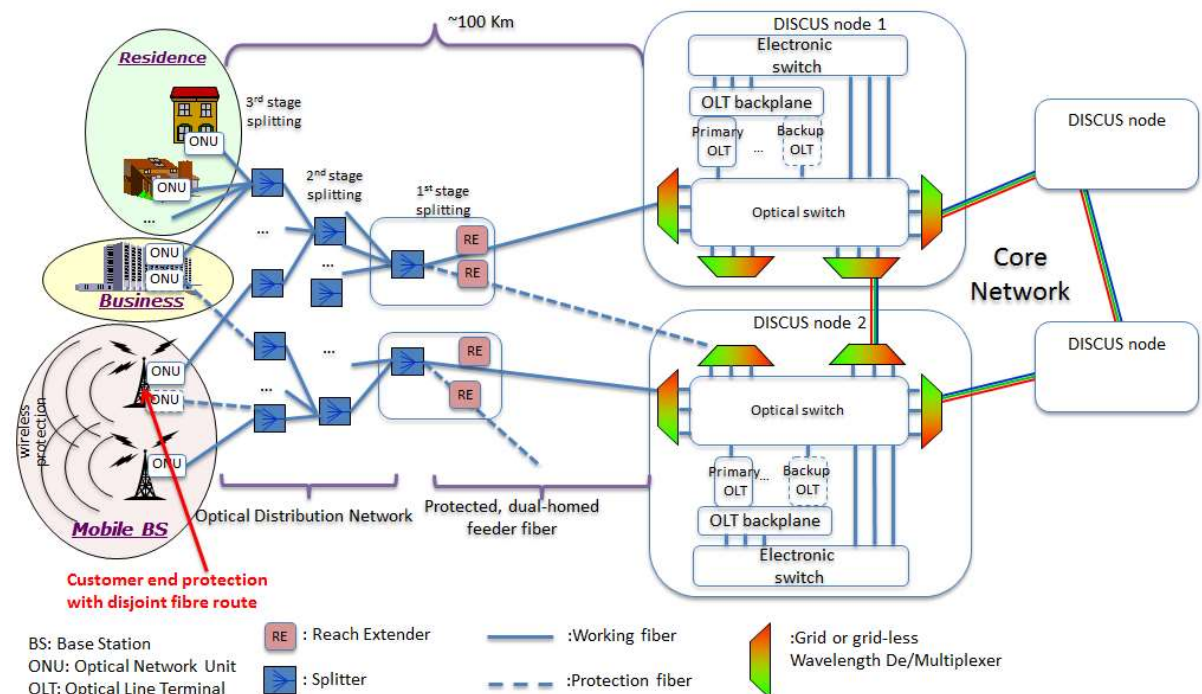 ~100 Km
DISCUS node 1
Electronic
switch
OLT backplane
Primary
OLT
...
Backup
OLT
Optical switch
Residence
ONU
ONU
...
3rd stage
splitting
2nd stage
splitting
1st stage
splitting
...
...
...
RE
RE
ONU
ONU
Business
DISCUS node
Core
Network
DISCUS node
DISCUS node 2
Optical switch
Primary
OLT
...
Backup
OLT
OLT backplane
Electronic
switch
...
...
RE
RE
wireless
protection
ONU
ONU
ONU
Mobile BS
Optical Distribution Network
Protected, dual-homed
feeder fiber
Customer end protection
with disjoint fibre route
BS: Base Station
ONU: Optical Network Unit
OLT: Optical Line Terminal
RE : Reach Extender
: Splitter
:Working fiber
:Protection fiber
:Grid or grid-less
Wavelength De/Multiplexer